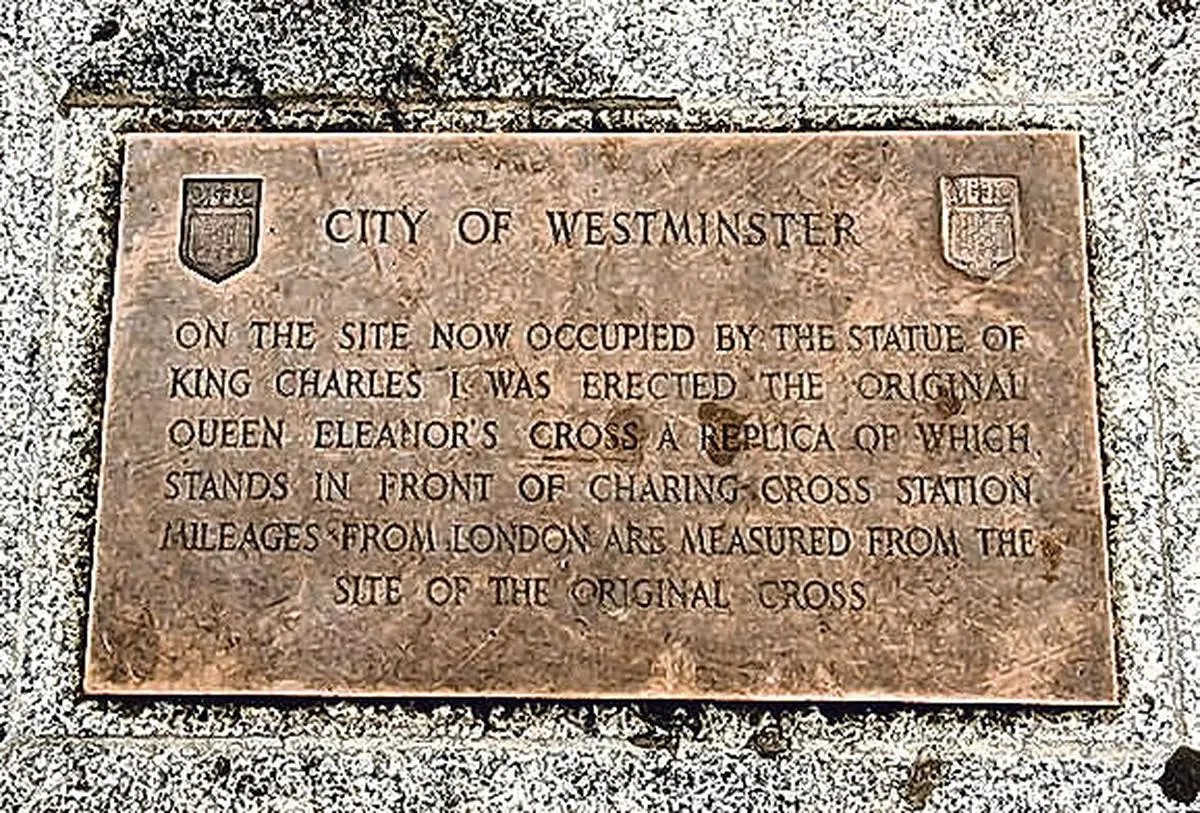 CITY OF WESTMINSTER
ON THE SITE NOW OCCUPIED BY THE STATUE OF
KING CHARLES I WAS ERECTED THE ORIGINAL
QUEEN ELEANOR'S CROSS A REPLICA OF WHICH
STANDS IN FRONT OF CHARING CROSS STATION.
MILEAGES FROM LONDON ARE MEASURED FROM THE
SITE OF THE ORIGINAL CROSS